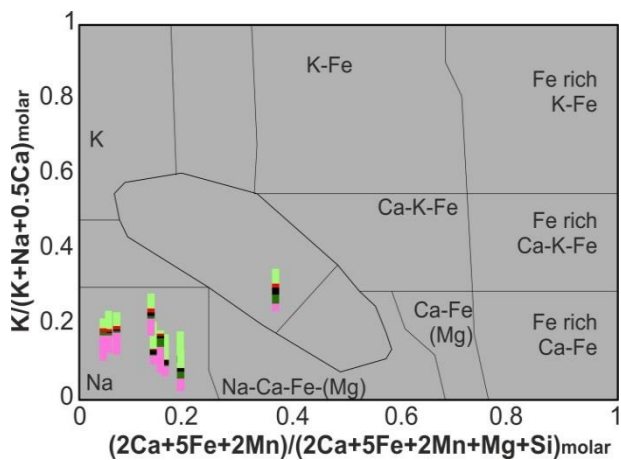 K/(K+Na+0.5Ca)molar
1
0.8
0.6
0.4
0.2
0
K-Fe
Fe rich
K-Fe
K
Ca-K-Fe
Fe rich
Ca-K-Fe
Ca-Fe
(Mg)
Fe rich
Ca-Fe
Na
Na-Ca-Fe-(Mg)
0
0.2
0.4
0.6
0.8
1
(2Ca+5Fe+2Mn)/(2Ca+5Fe+2Mn+Mg+Si)molar